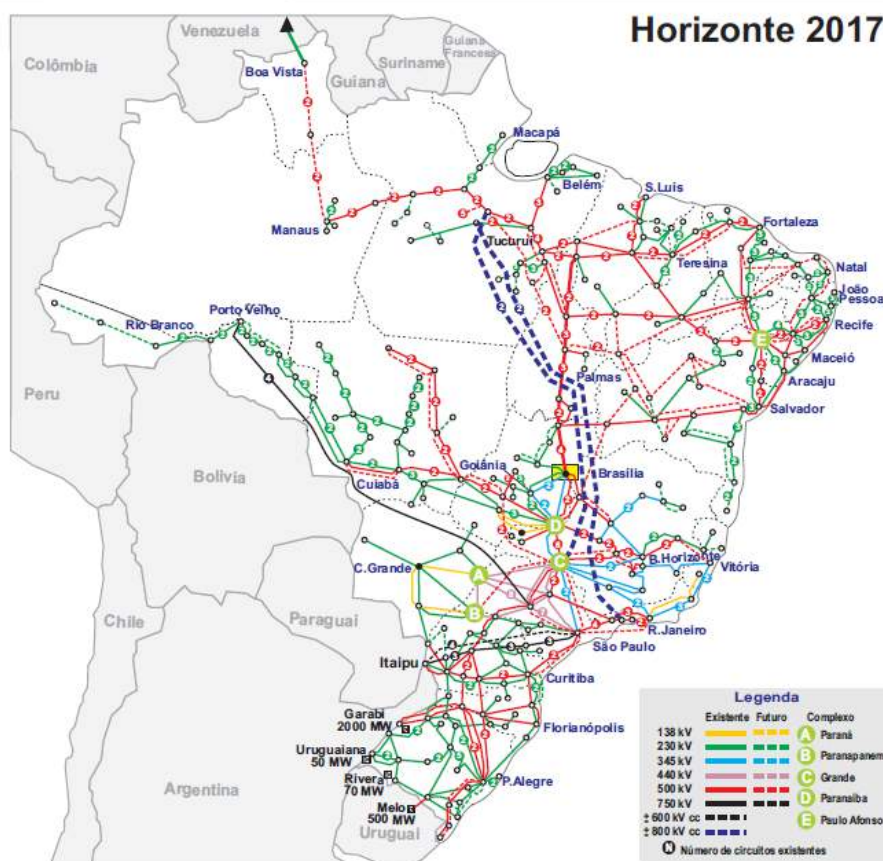 Horizonte 2017
Venezuela
Colômbia
Boa Vista
Guiana
Suriname
Guiana
Francesa
Macapá
Belém
S.Luis
Manaus
Fortaleza
Tucuruí
Teresina
Natal
João
Pessoa
Porto Velho
Rio Branco
Recife
E
Maceió
Palmas
Aracaju
Peru
Salvador
Goiânia
Brasília
Cuiabá
Bolívia
D
B.Horizonte
C
Vitória
C.Grande
A
B
Paraguai
Chile
R.Janeiro
São Paulo
Itaipu
Curitiba
Garabi
2000 MW
Florianópolis
Uruguaiana
50 MW
Rivera
70 MW
P.Alegre
Argentina
Melo
500 MW
Uruguai
Legenda
Existente Futuro Complexo
138 kV A Paraná
230 kV
345 kV B Paranapanem
440 kV C Grande
500 kV
750 kV D Paranaíba
±600 kV cc
±800 kV cc E Paulo Afonso
N Número de circuitos existentes